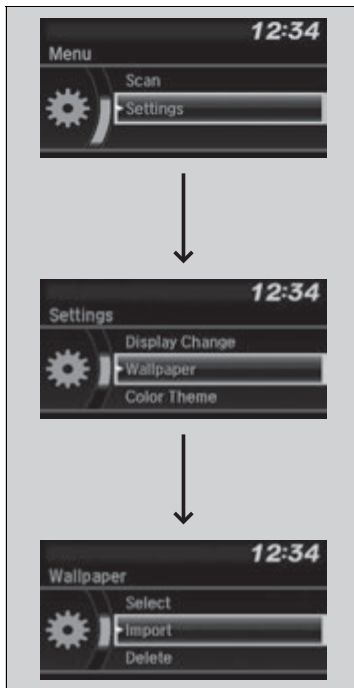 12:34
Menu
Scan
Settings
12:34
Settings
Display Change
Wallpaper
Color Theme
12:34
Wallpaper
Select
Import
Delete